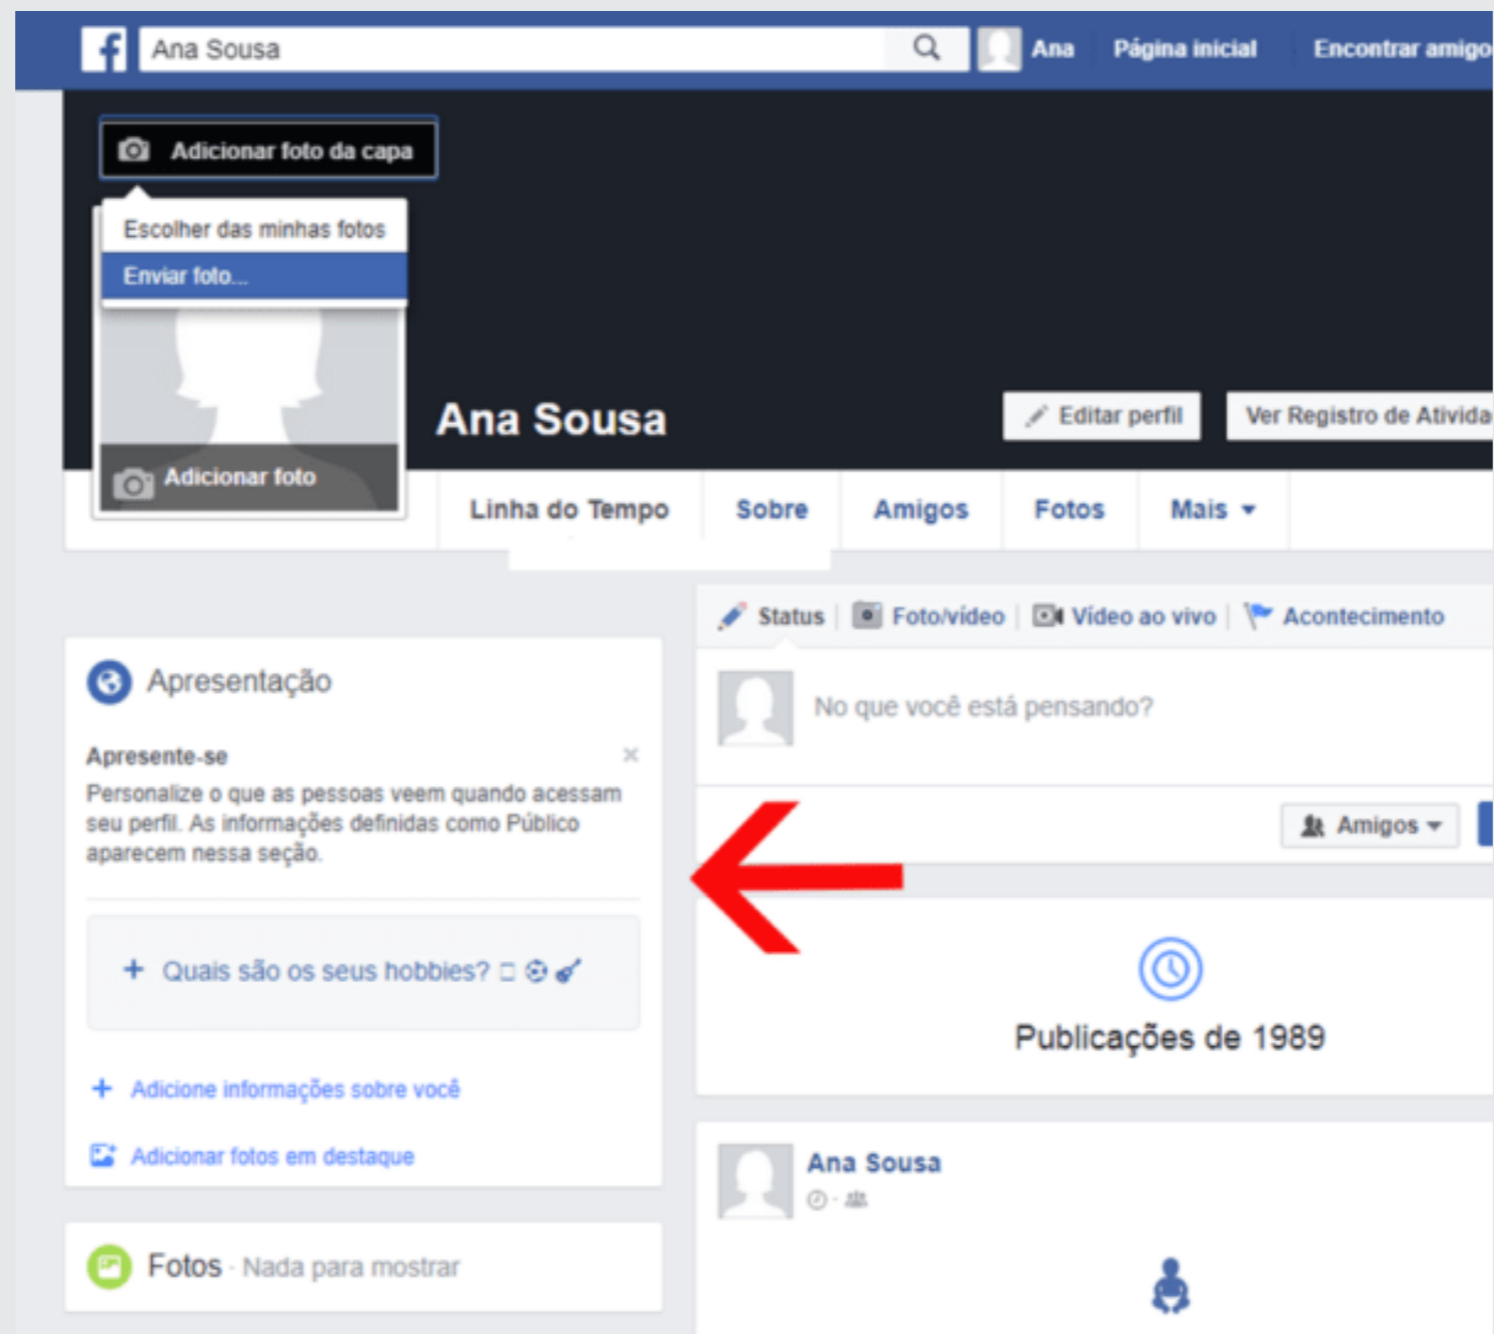 Ana Sousa
Ana
Página inicial
Encontrar amigo
Adicionar foto da capa
Escolher das minhas fotos
Enviar foto...
Adicionar foto
Ana Sousa
Editar perfil
Ver Registro de Ativida
Linha do Tempo
Sobre
Amigos
Fotos
Mais
Apresentação
Apresente-se
Personalize o que as pessoas veem quando acessam
seu perfil. As informações definidas como Público
aparecem nessa seção.
+ Quais são os seus hobbies?
+ Adicione informações sobre você
Adicionar fotos em destaque
Fotos · Nada para mostrar
Status
Foto/vídeo
Vídeo ao vivo
Acontecimento
No que você está pensando?
Amigos
Publicações de 1989
Ana Sousa